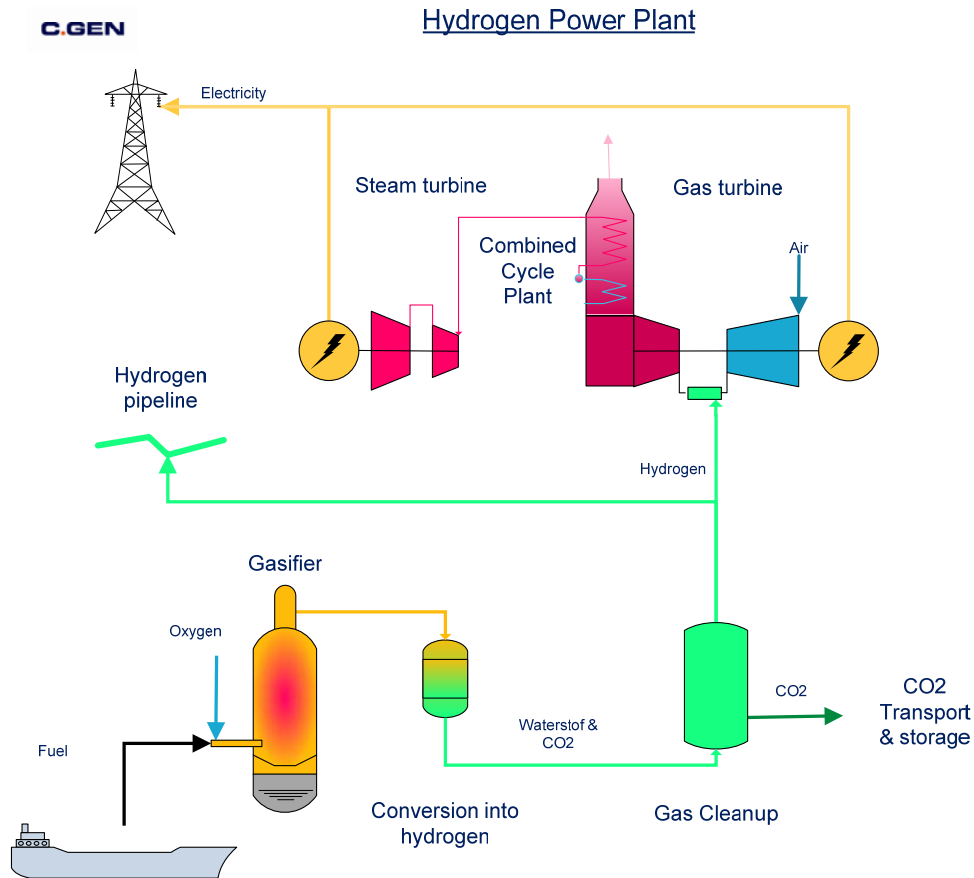 C.GEN
Hydrogen Power Plant
Electricity
Steam turbine
Gas turbine
Combined
Cycle
Plant
Air
Hydrogen
pipeline
Hydrogen
Gasifier
Oxygen
Fuel
Waterstof &
CO2
CO2
CO2
Transport
& storage
Conversion into
hydrogen
Gas Cleanup